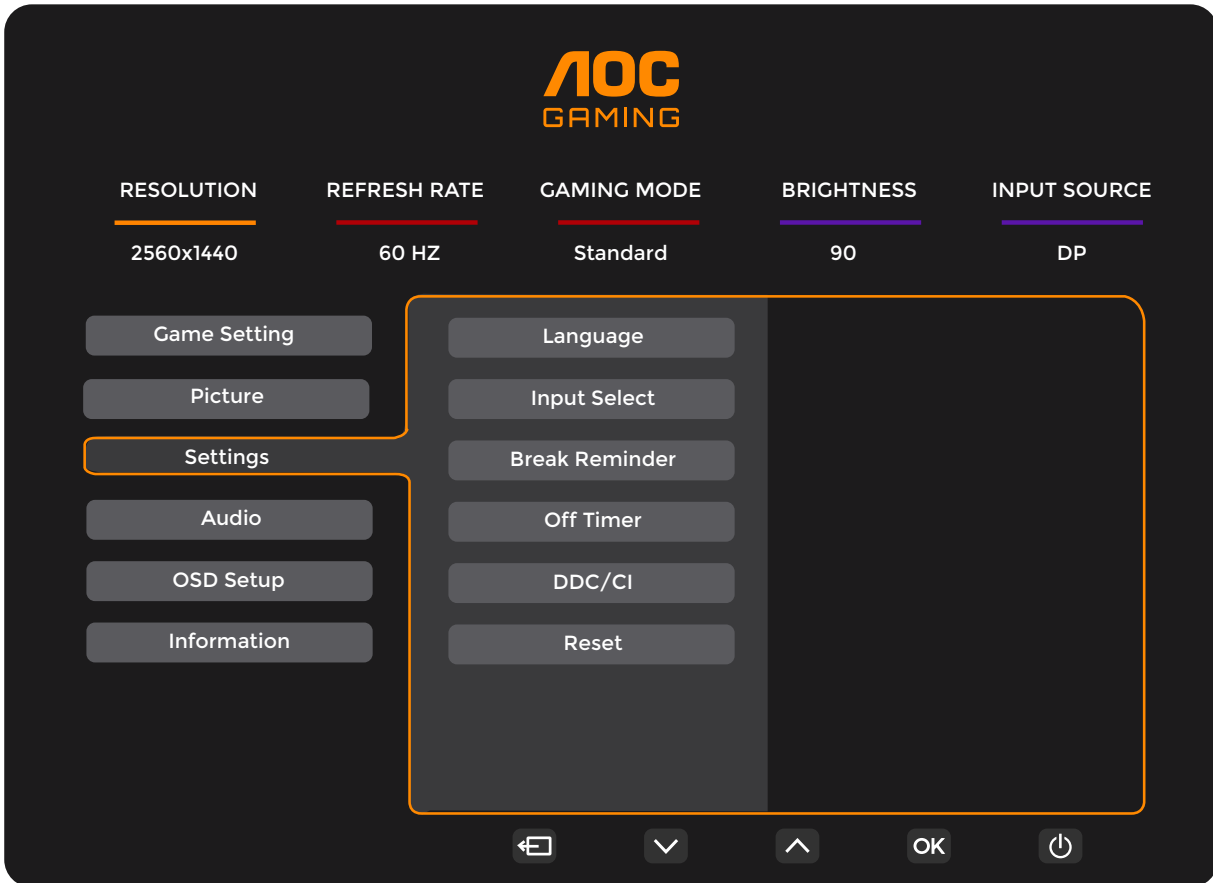 AOC
GAMING
RESOLUTION REFRESH RATE GAMING MODE BRIGHTNESS INPUT SOURCE
2560x1440 60 HZ Standard 90 DP
Game Setting
Picture
Settings
Audio
OSD Setup
Information
Language
Input Select
Break Reminder
Off Timer
DDC/CI
Reset
OK